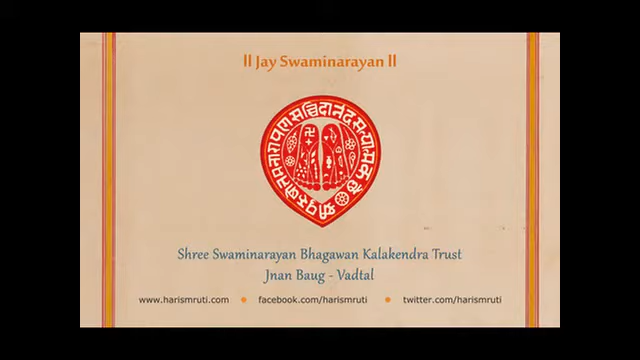 ll Jay Swaminarayan ll
Shree Swaminarayan Bhagawan Kalakendra Trust
Jnan Baug - Vadtal
www.harismruti.com • facebook.com/harismruti • twitter.com/harismruti